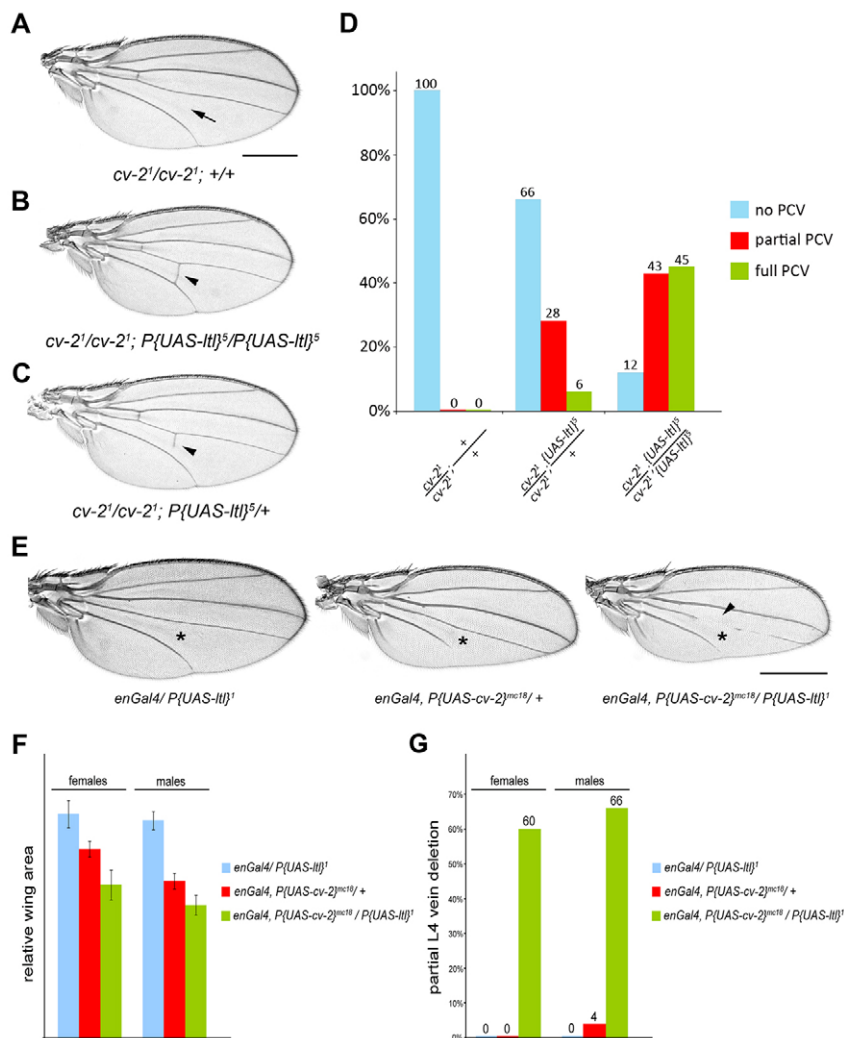 A
cv-2¹/cv-2¹; +/+
B
cv-2¹/cv-2¹; P{UAS-ltl}⁵/P{UAS-ltl}⁵
C
cv-2¹/cv-2¹; P{UAS-ltl}⁵/+
D
100%
80%
60%
40%
20%
0%
100
0
0
66
28
6
12
43
45
cv-2¹/cv-2¹; +/+
cv-2¹/cv-2¹; {UAS-ltl}⁵/+
cv-2¹/cv-2¹; {UAS-ltl}⁵/{UAS-ltl}⁵
no PCV
partial PCV
full PCV
E
*
*
*
enGal4/ P{UAS-ltl}¹
enGal4, P{UAS-cv-2}ᵐᶜ¹⁸/ +
enGal4, P{UAS-cv-2}ᵐᶜ¹⁸/ P{UAS-ltl}¹
F
females
males
relative wing area
enGal4/ P{UAS-ltl}¹
enGal4, P{UAS-cv-2}ᵐᶜ¹⁸/ +
enGal4, P{UAS-cv-2}ᵐᶜ¹⁸ / P{UAS-ltl}¹
G
females
males
partial L4 vein deletion
70%
60%
50%
40%
30%
20%
10%
0%
0
0
60
0
4
66
enGal4/ P{UAS-ltl}¹
enGal4, P{UAS-cv-2}ᵐᶜ¹⁸/ +
enGal4, P{UAS-cv-2}ᵐᶜ¹⁸ / P{UAS-ltl}¹